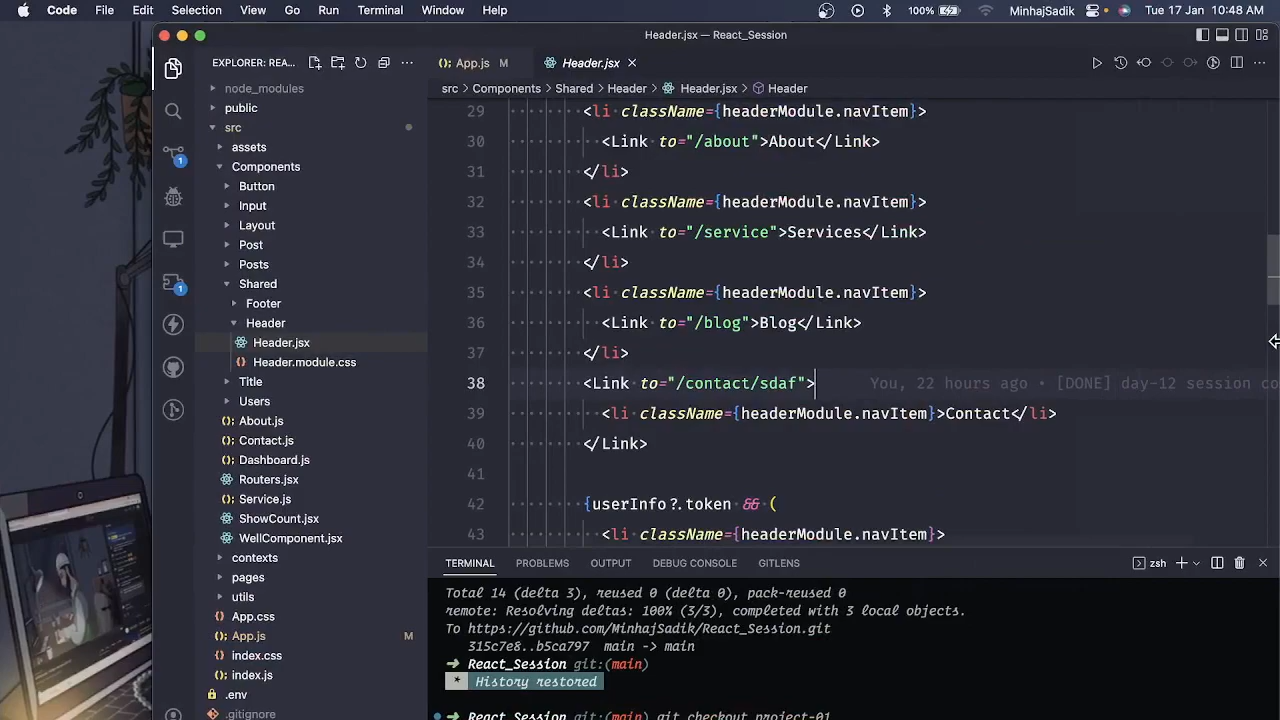 Code File Edit Selection View Go Run Terminal Window Help 100% MinhajSadik Tue 17 Jan 10:48 AM
Header.jsx — React_Session
EXPLORER: REA... App.js M Header.jsx
src Components Shared Header Header.jsx Header
node_modules
public
src
assets
Components
Button
Input
Layout
Post
Posts
Shared
Footer
Header
Header.jsx
Header.module.css
Title
Users
About.js
Contact.js
Dashboard.js
Routers.jsx
Service.js
ShowCount.jsx
WellComponent.jsx
contexts
pages
utils
App.css
App.js M
index.css
index.js
.env
.gitignore
1
1
29 <li className={headerModule.navItem}>
30 <Link to="/about">About</Link>
31 </li>
32 <li className={headerModule.navItem}>
33 <Link to="/service">Services</Link>
34 </li>
35 <li className={headerModule.navItem}>
36 <Link to="/blog">Blog</Link>
37 </li>
38 <Link to="/contact/sdaf"> You, 22 hours ago • [DONE] day-12 session co
39 <li className={headerModule.navItem}>Contact</li>
40 </Link>
41
42 {userInfo?.token && (
43 <li className={headerModule.navItem}>
TERMINAL PROBLEMS OUTPUT DEBUG CONSOLE GITLENS zsh
Total 14 (delta 3), reused 0 (delta 0), pack-reused 0
remote: Resolving deltas: 100% (3/3), completed with 3 local objects.
To https://github.com/MinhajSadik/React_Session.git
315c7e8..b5ca797 main -> main
➜ React_Session git:(main)
* History restored
➜ React_Session git:(main) git checkout project-01